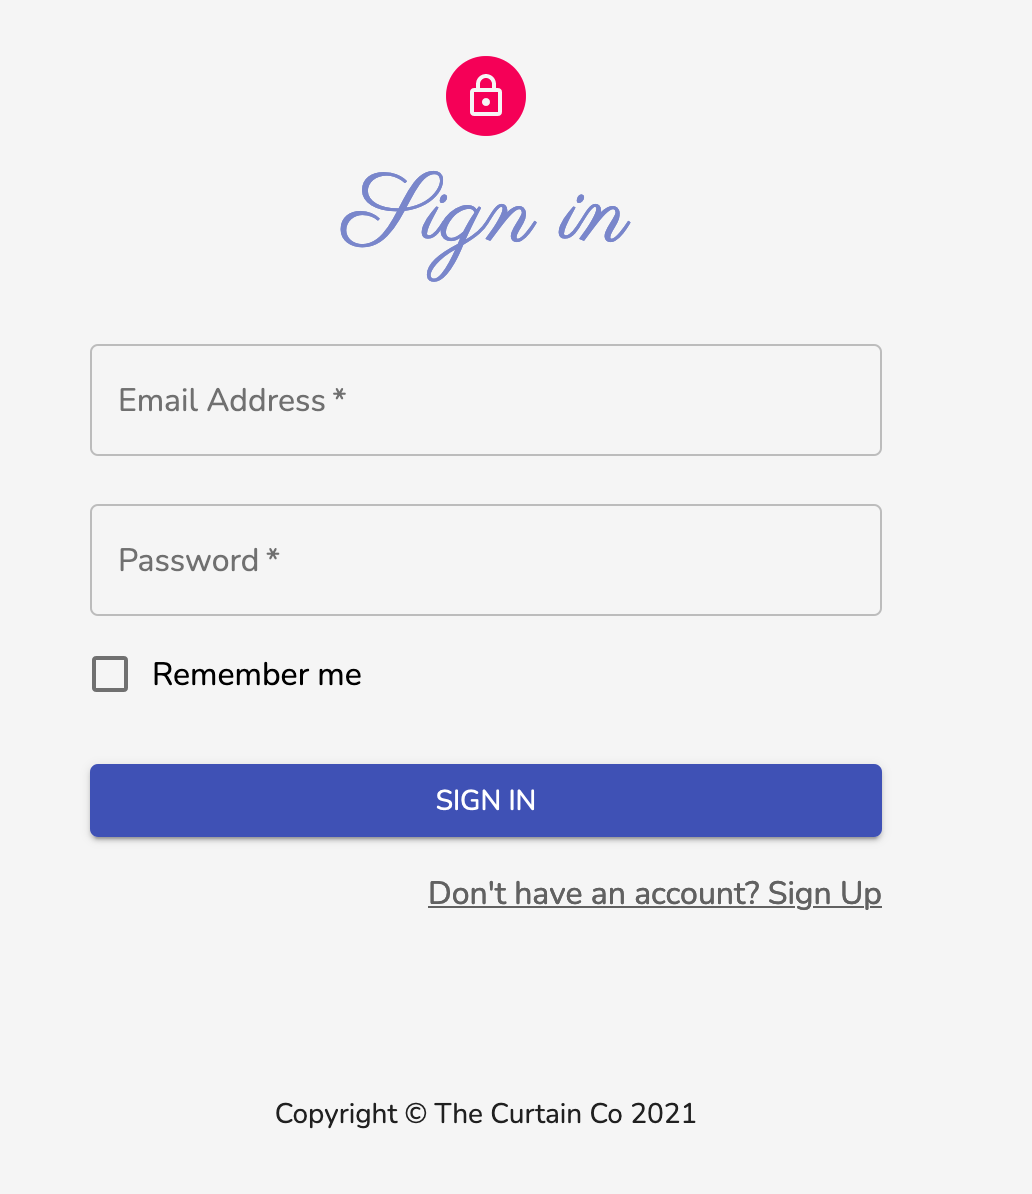 Sign in
Email Address *
Password *
Remember me
SIGN IN
Don't have an account? Sign Up
Copyright © The Curtain Co 2021